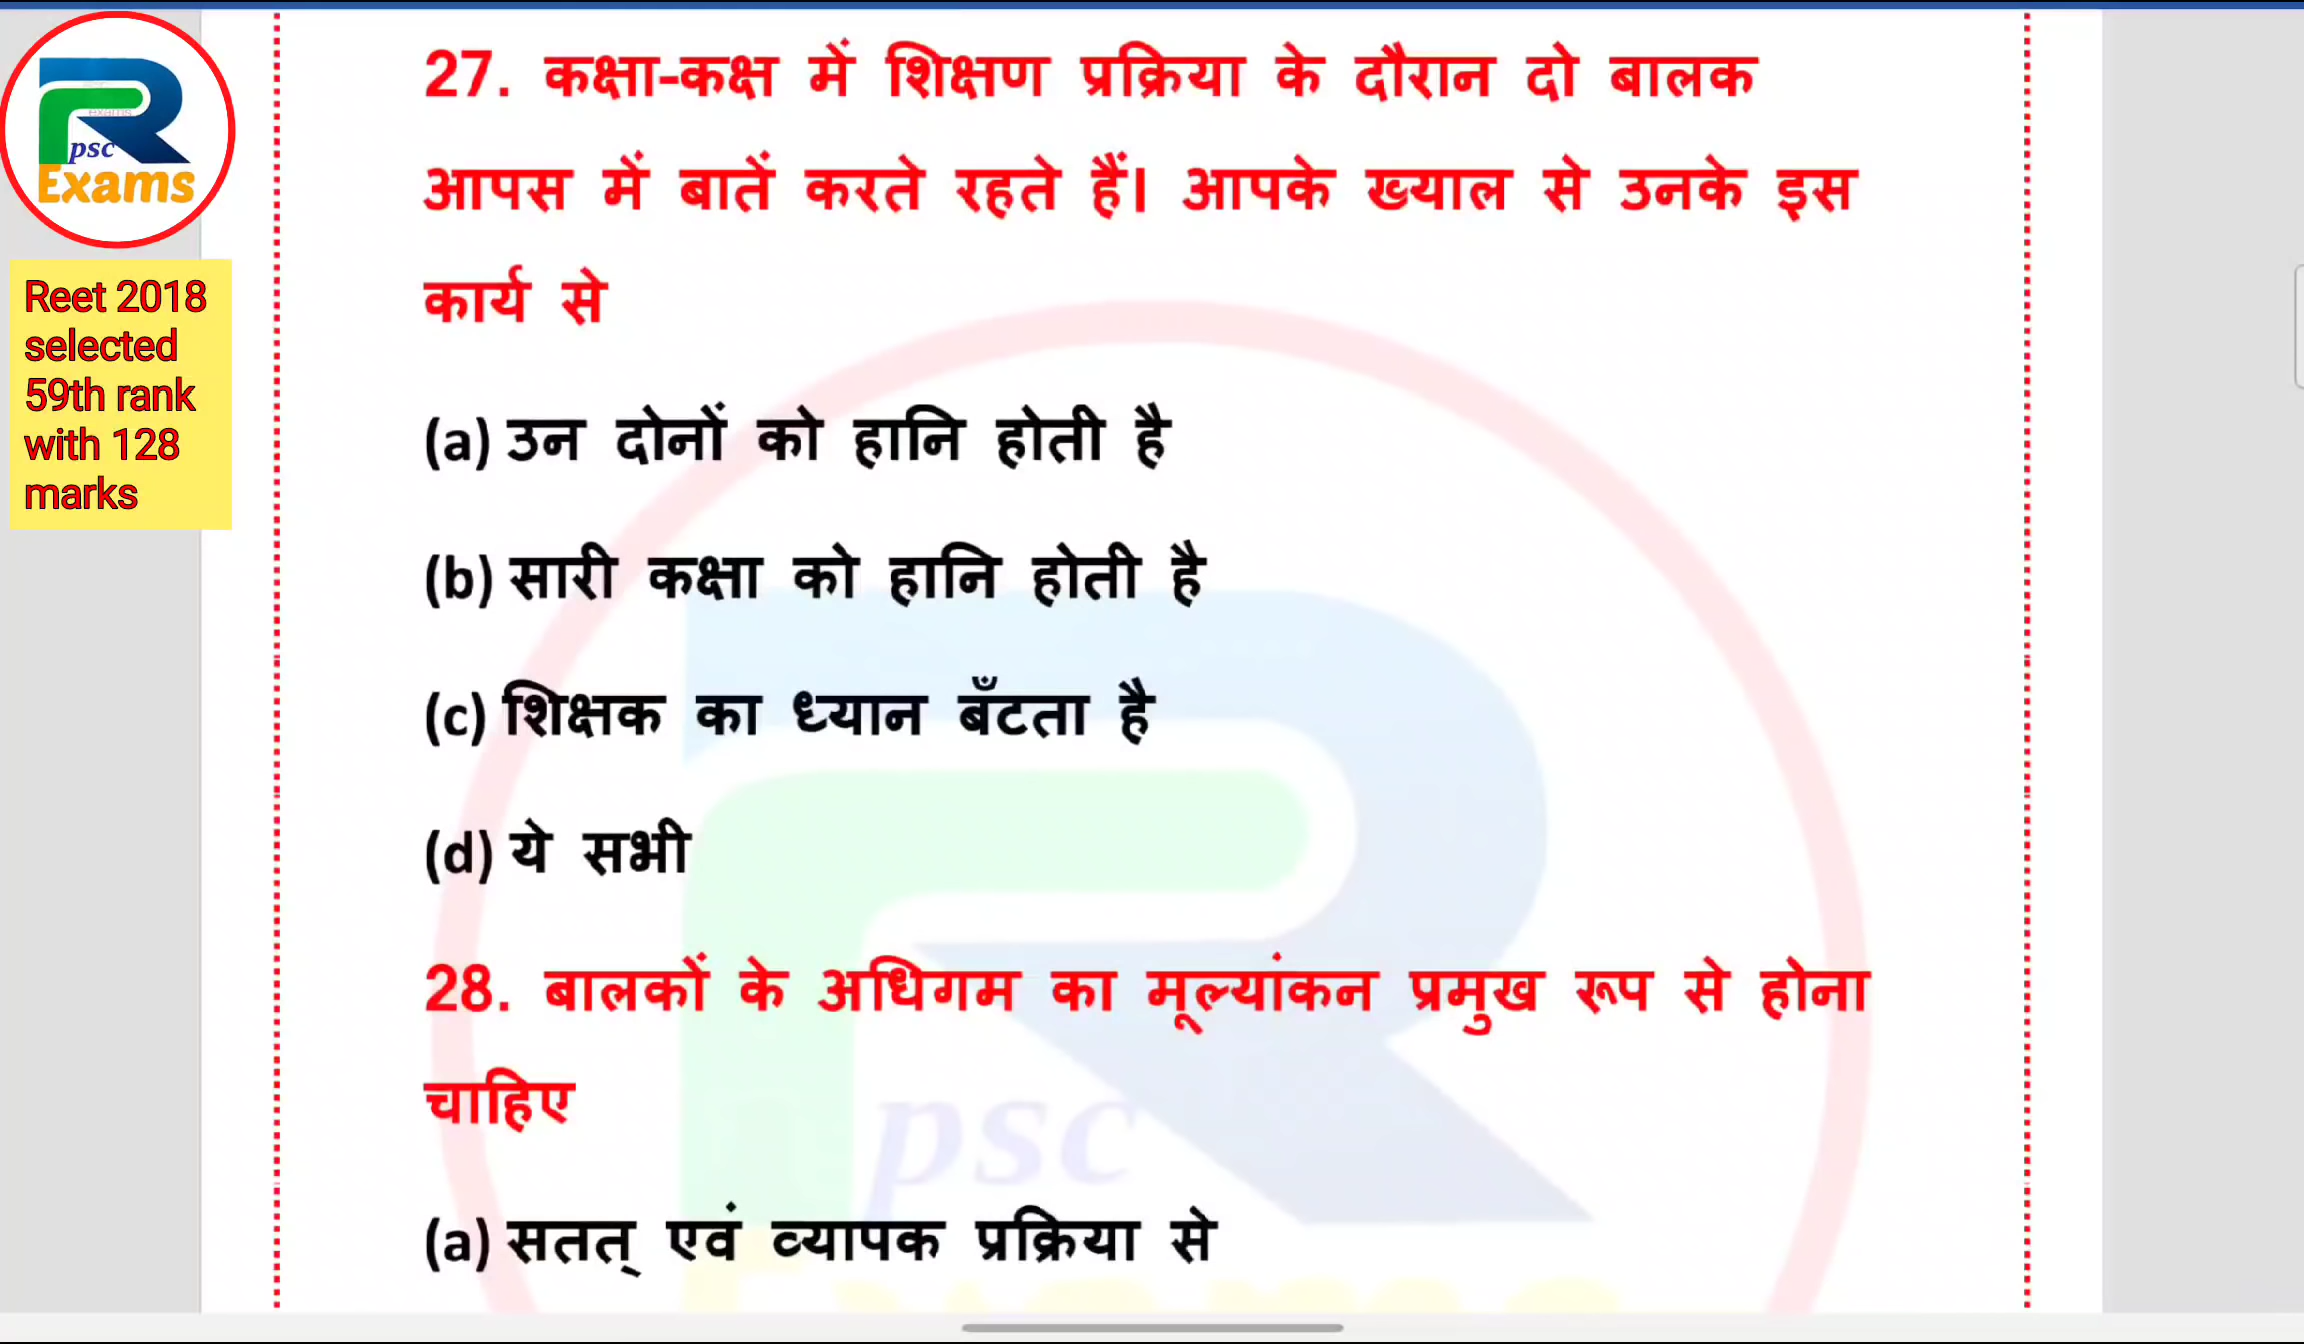 psc
Exams
Reet 2018
selected
59th rank
with 128
marks
27. कक्षा-कक्ष में शिक्षण प्रक्रिया के दौरान दो बालक
आपस में बातें करते रहते हैं। आपके ख्याल से उनके इस
कार्य से
(a) उन दोनों को हानि होती है
(b) सारी कक्षा को हानि होती है
(c) शिक्षक का ध्यान बँटता है
(d) ये सभी
28. बालकों के अधिगम का मूल्यांकन प्रमुख रूप से होना
चाहिए
psc
(a) सतत् एवं व्यापक प्रक्रिया से